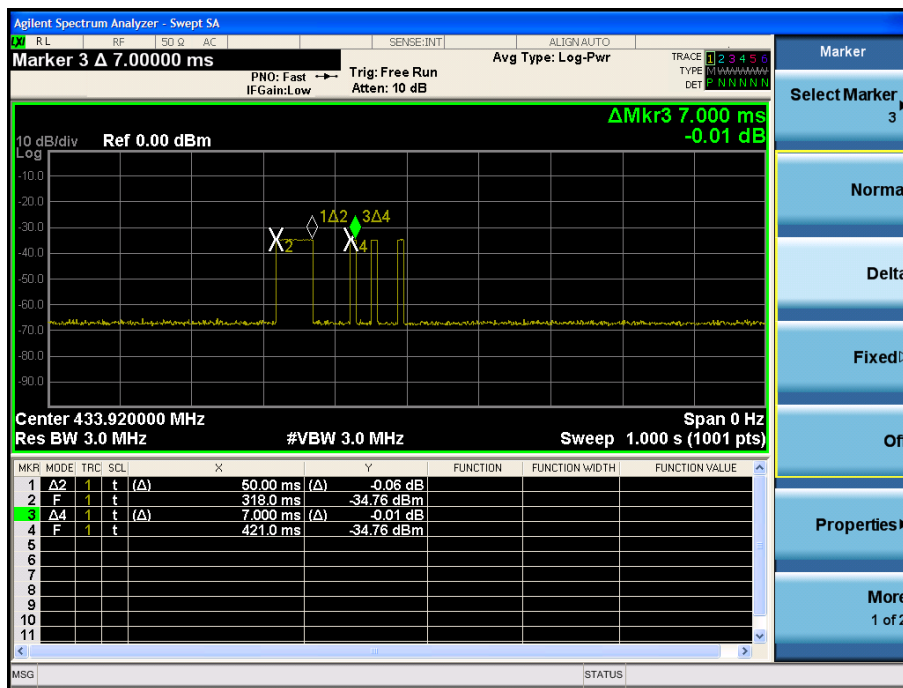 Agilent Spectrum Analyzer - Swept SA
LXI RL RF 50 Ω AC SENSE:INT ALIGN AUTO
Marker 3 Δ 7.00000 ms
PNO: Fast Trig: Free Run
IFGain:Low Atten: 10 dB
Avg Type: Log-Pwr
TRACE 1 2 3 4 5 6
TYPE M W W W W W
DET P N N N N N
ΔMkr3 7.000 ms
-0.01 dB
10 dB/div Ref 0.00 dBm
Log
-10.0
-20.0
-30.0
-40.0
-50.0
-60.0
-70.0
-80.0
-90.0
1Δ2 3Δ4
2 4
Center 433.920000 MHz Span 0 Hz
Res BW 3.0 MHz #VBW 3.0 MHz Sweep 1.000 s (1001 pts)
MKR MODE TRC SCL X Y FUNCTION FUNCTION WIDTH FUNCTION VALUE
1 Δ2 1 t (Δ) 50.00 ms (Δ) -0.06 dB
2 F 1 t 318.0 ms -34.76 dBm
3 Δ4 1 t (Δ) 7.000 ms (Δ) -0.01 dB
4 F 1 t 421.0 ms -34.76 dBm
5
6
7
8
9
10
11
MSG STATUS
Marker
Select Marker
3
Norma
Delta
Fixed
Of
Properties
More
1 of 2